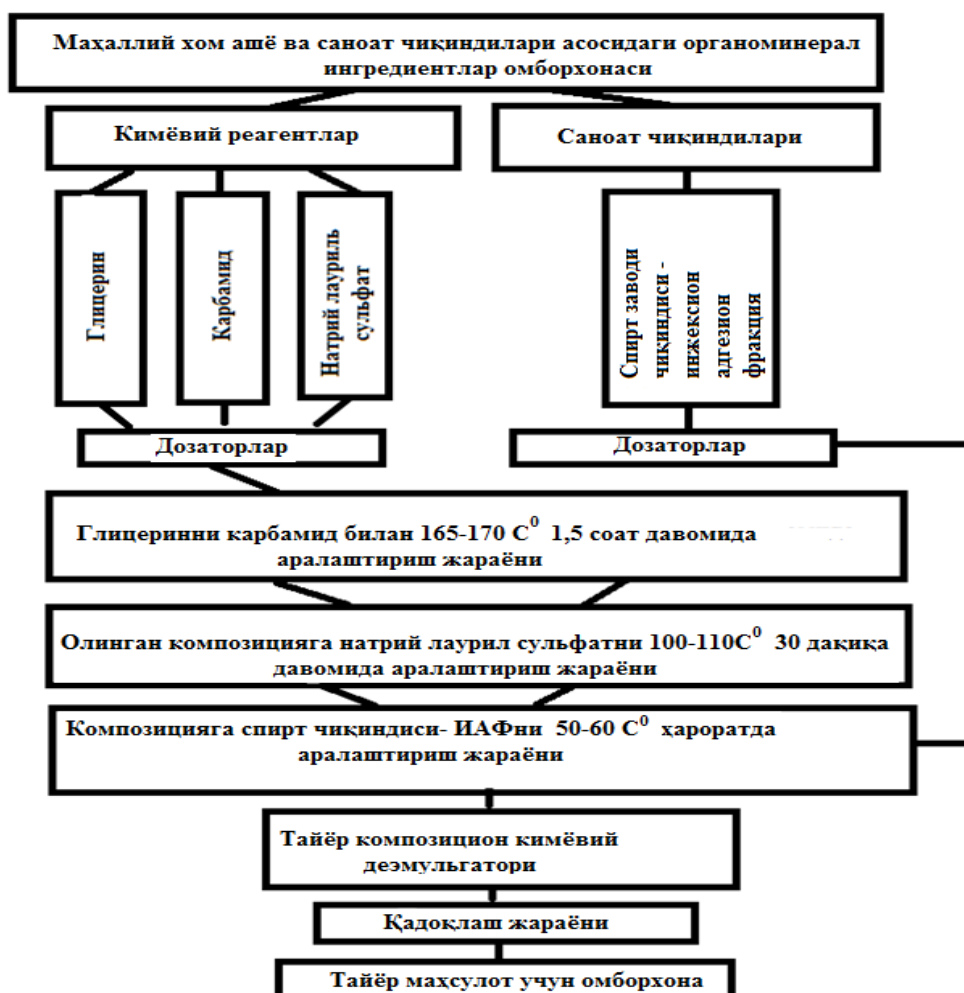 Маҳаллий хом ашё ва саноат чиқиндилари асосидаги органоминерал
ингредиентлар омборхонаси
Кимёвий реагентлар
Саноат чиқиндилари
Глицерин
Карбамид
Натрий лауриль
сульфат
Спирт заводи
чиқиндиси -
инжексион
адгезион
фракция
Дозаторлар
Дозаторлар
Глицеринни карбамид билан 165-170 С⁰ 1,5 соат давомида
аралаштириш жараёни
Олинган композицияга натрий лаурил сульфатни 100-110С⁰ 30 дақиқа
давомида аралаштириш жараёни
Композицияга спирт чиқиндиси- ИАФни 50-60 С⁰ ҳароратда
аралаштириш жараёни
Тайёр композицион кимёвий
деэмульгатори
Қадоқлаш жараёни
Тайёр маҳсулот учун омборхона